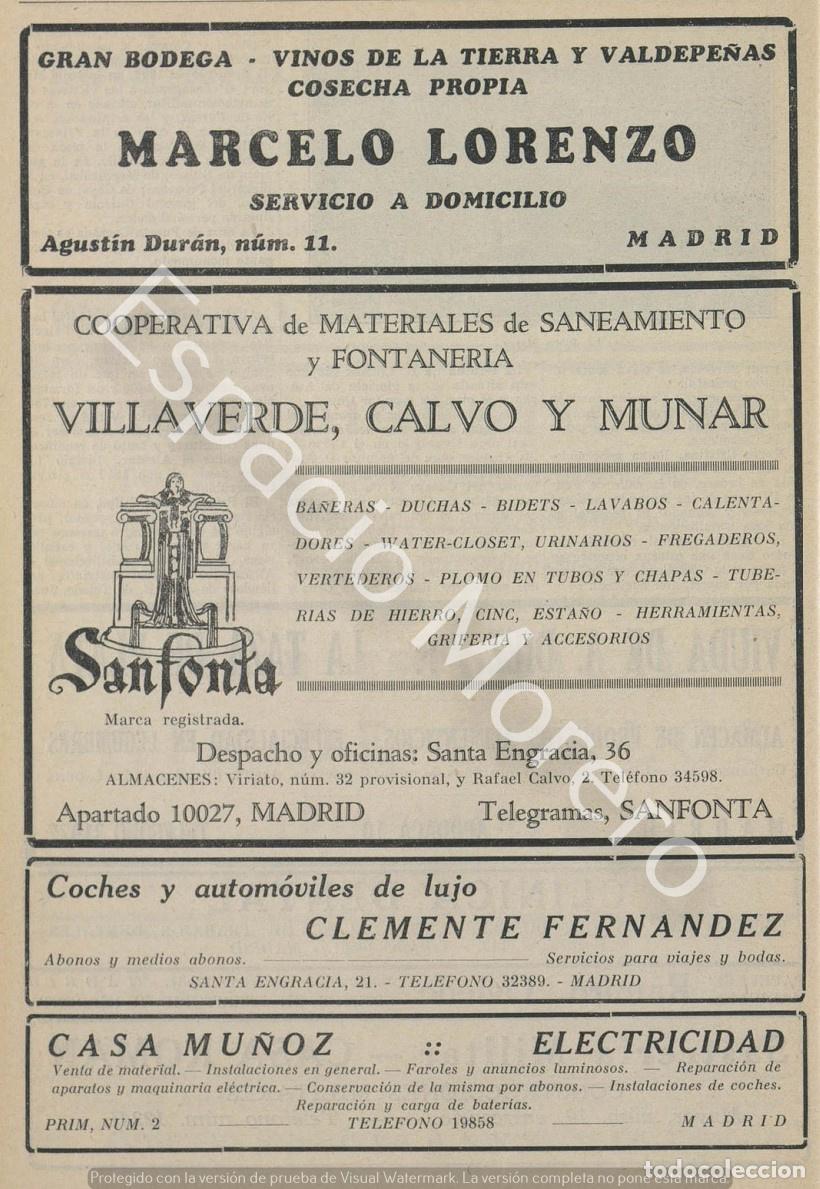 GRAN BODEGA - VINOS DE LA TIERRA Y VALDEPEÑAS
COSECHA PROPIA
MARCELO LORENZO
SERVICIO A DOMICILIO
Agustín Durán, núm. 11. MADRID
COOPERATIVA de MATERIALES de SANEAMIENTO
y FONTANERIA
VILLAVERDE, CALVO Y MUNAR
BAÑERAS - DUCHAS - BIDETS - LAVABOS - CALENTA-
DORES - WATER-CLOSET, URINARIOS - FREGADEROS,
VERTEDEROS - PLOMO EN TUBOS Y CHAPAS - TUBE-
RIAS DE HIERRO, CINC, ESTAÑO - HERRAMIENTAS,
GRIFERIA Y ACCESORIOS
Sanfonta
Marca registrada.
Despacho y oficinas: Santa Engracia, 36
ALMACENES: Viriato, núm. 32 provisional, y Rafael Calvo, 2. Teléfono 34598.
Apartado 10027, MADRID Telegramas, SANFONTA
Coches y automóviles de lujo
CLEMENTE FERNANDEZ
Abonos y medios abonos. Servicios para viajes y bodas.
SANTA ENGRACIA, 21. - TELEFONO 32389. - MADRID
CASA MUÑOZ :: ELECTRICIDAD
Venta de material. — Instalaciones en general. — Faroles y anuncios luminosos. — Reparación de
aparatos y maquinaria eléctrica. — Conservación de la misma por abonos. — Instalaciones de coches.
Reparación y carga de baterías.
PRIM, NUM. 2 TELEFONO 19858 MADRID
Espacio Morero
Protegido con la versión de prueba de Visual Watermark. La versión completa no pone esta marca.
todocoleccion